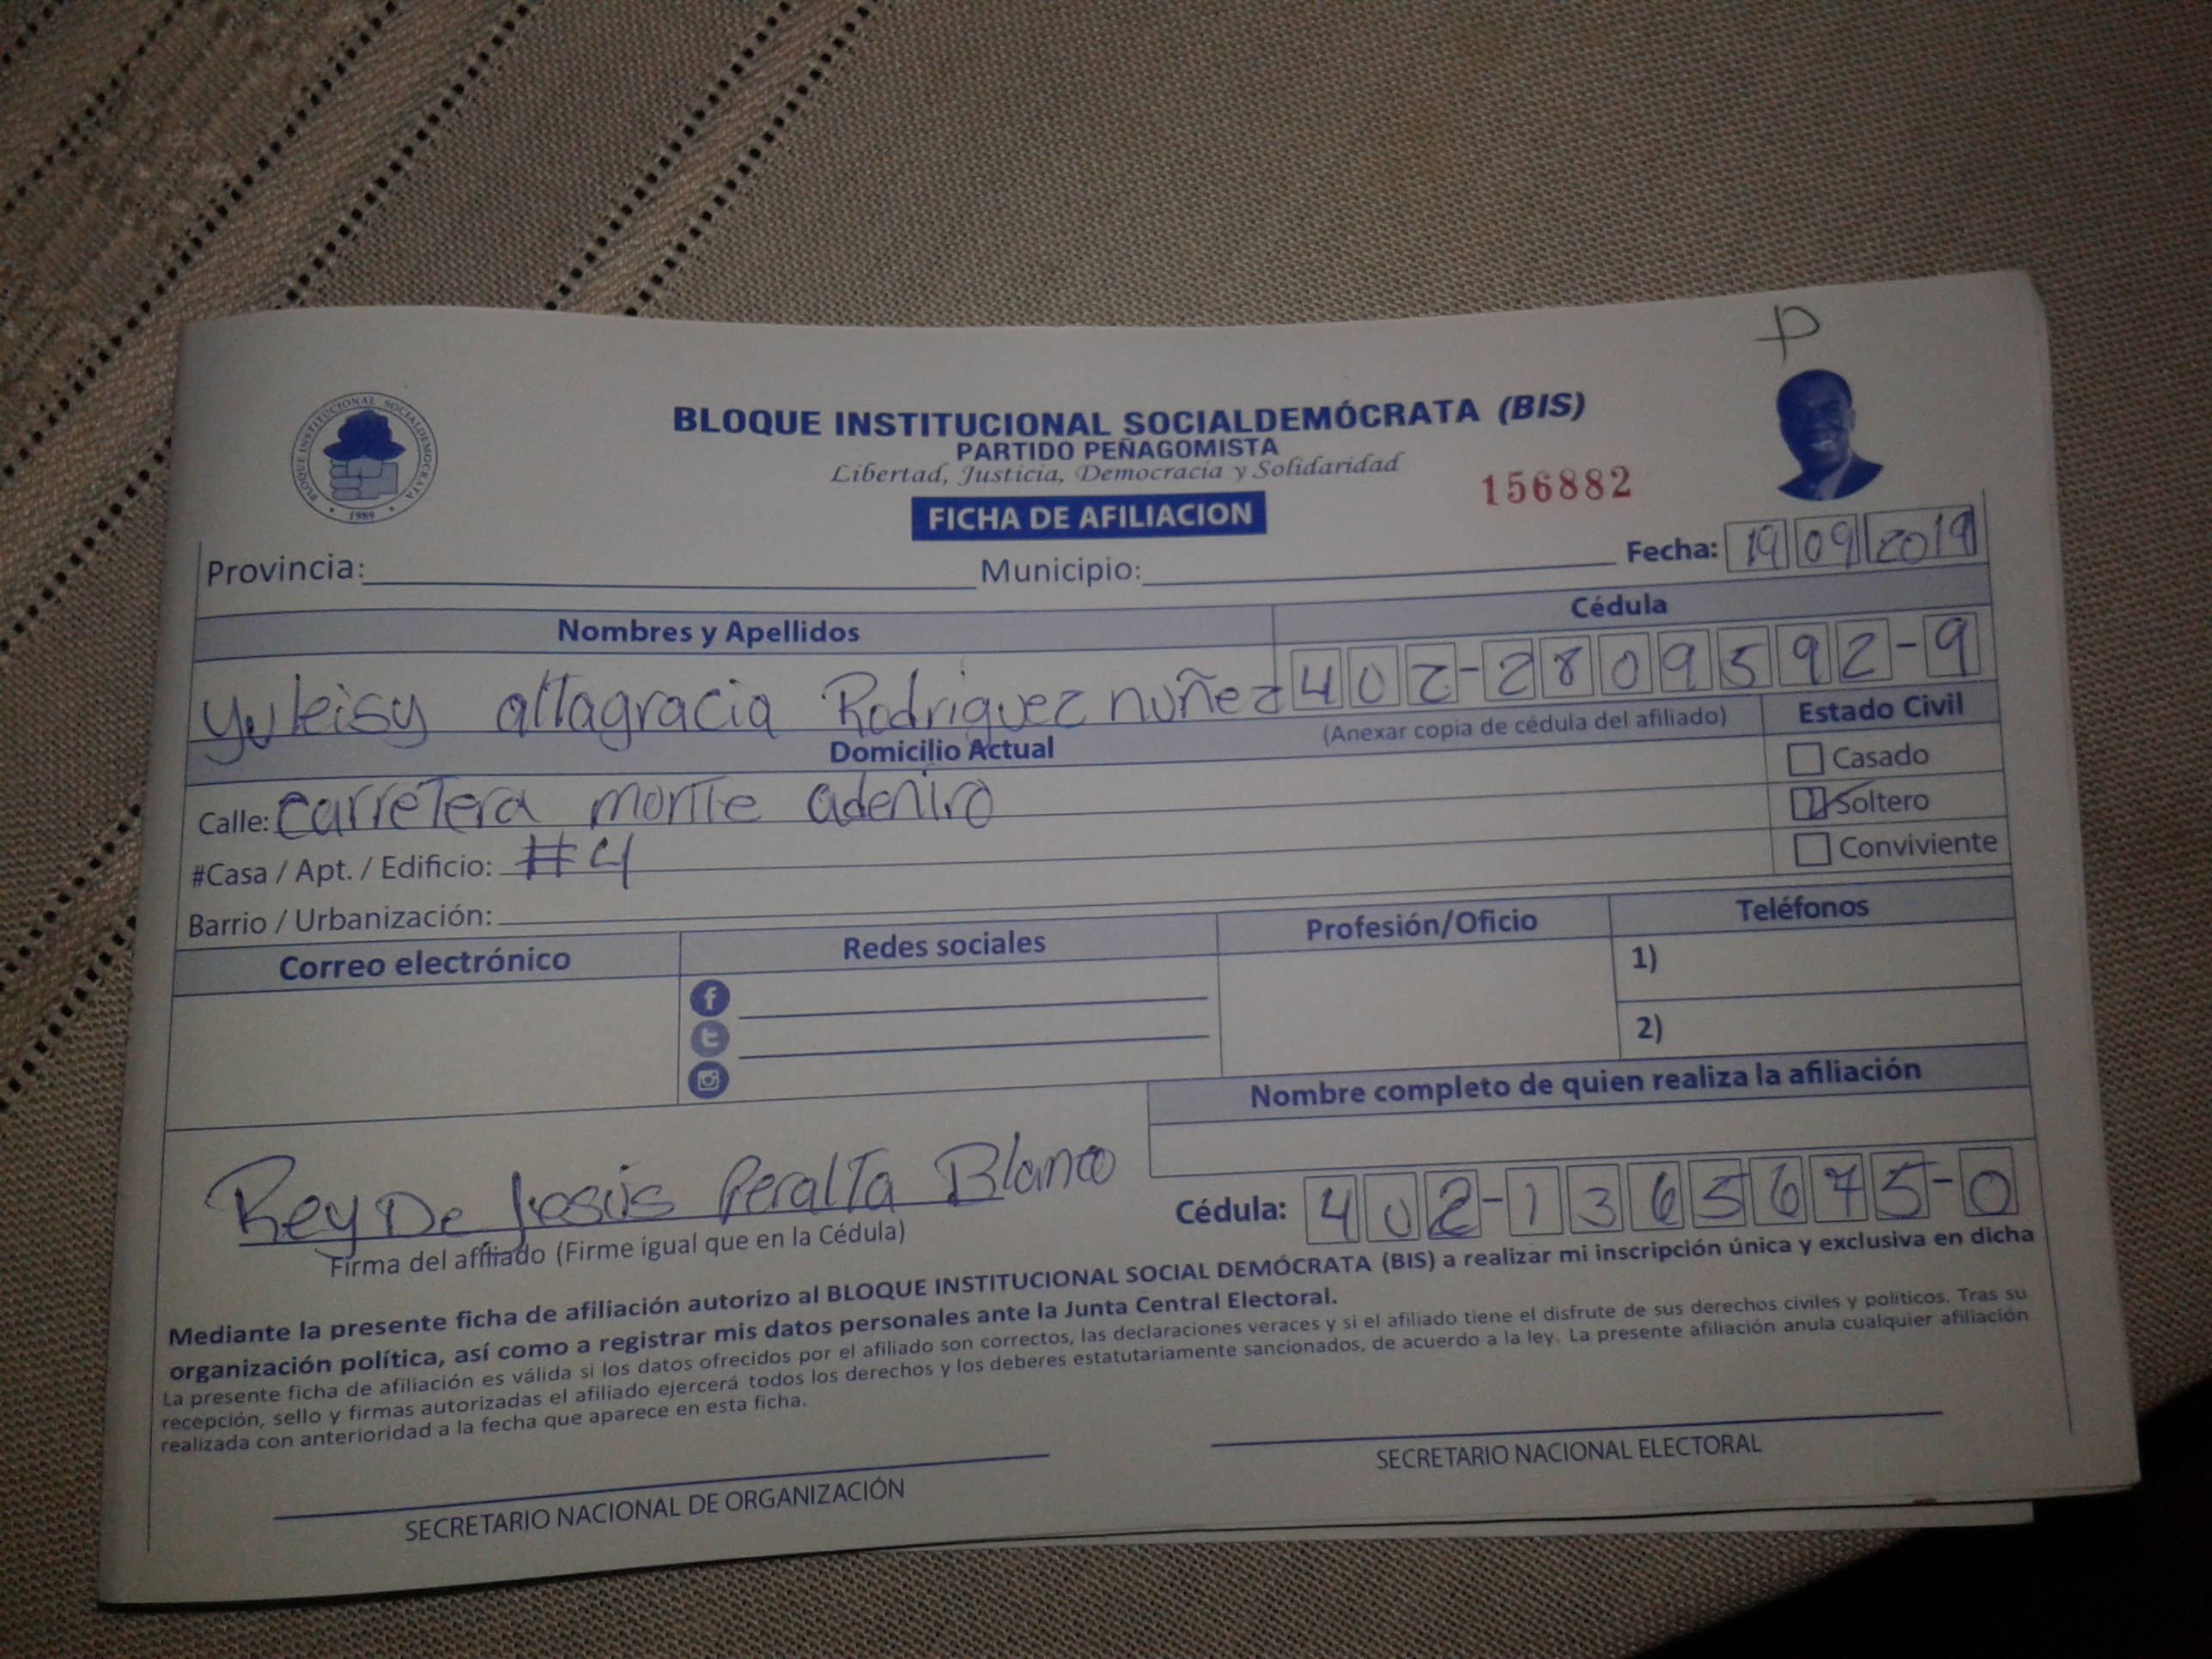 p
BLOQUE INSTITUCIONAL SOCIALDEMÓCRATA (BIS)
PARTIDO PEÑAGOMISTA
Libertad, Justicia, Democracia y Solidaridad
BLOQUE INSTITUCIONAL SOCIALDEMOCRATA
1989
156882
FICHA DE AFILIACION
Provincia: Municipio: Fecha: 19 09 2019
Nombres y Apellidos Cédula
Yuleisy altagracia Rodriguez nuñez 402-2809592-9
Domicilio Actual (Anexar copia de cédula del afiliado) Estado Civil
Casado
Calle: carretera monte adentro Soltero
#Casa / Apt. / Edificio: #4 Conviviente
Barrio / Urbanización:
Correo electrónico Redes sociales Profesión/Oficio Teléfonos
1)
2)
Nombre completo de quien realiza la afiliación
Rey De Jesús Peralta Blanco
Firma del afiliado (Firme igual que en la Cédula) Cédula: 402-1365675-0
Mediante la presente ficha de afiliación autorizo al BLOQUE INSTITUCIONAL SOCIAL DEMÓCRATA (BIS) a realizar mi inscripción única y exclusiva en dicha
organización política, así como a registrar mis datos personales ante la Junta Central Electoral.
La presente ficha de afiliación es válida si los datos ofrecidos por el afiliado son correctos, las declaraciones veraces y si el afiliado tiene el disfrute de sus derechos civiles y políticos. Tras su
recepción, sello y firmas autorizadas el afiliado ejercerá todos los derechos y los deberes estatutariamente sancionados, de acuerdo a la ley. La presente afiliación anula cualquier afiliación
realizada con anterioridad a la fecha que aparece en esta ficha.
SECRETARIO NACIONAL DE ORGANIZACIÓN SECRETARIO NACIONAL ELECTORAL